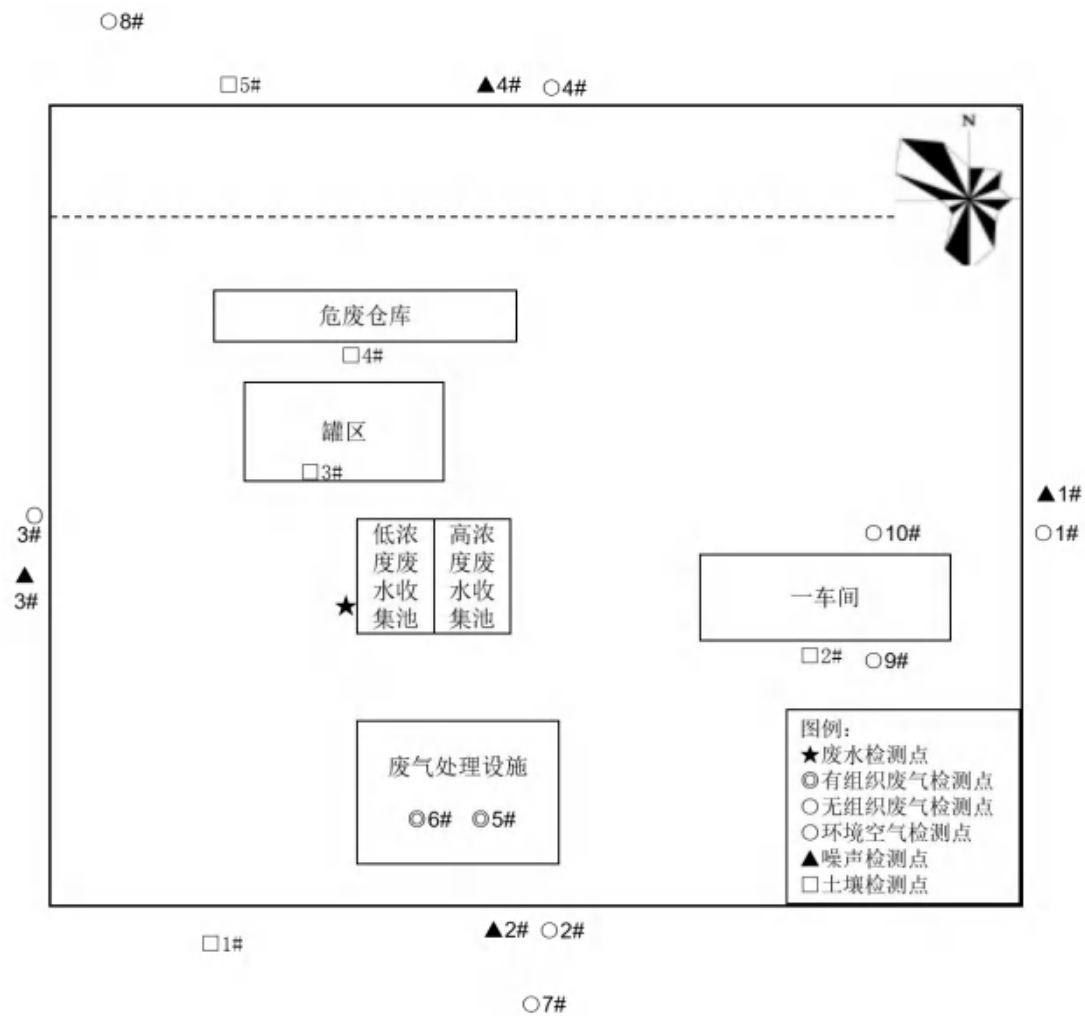 ○8#
□5#
▲4# ○4#
N
危废仓库
□4#
罐区
□3#
▲1#
○1#
○
3#
▲
3#
低浓
度废
水收
集池
高浓
度废
水收
集池
★
○10#
一车间
□2# ○9#
废气处理设施
◎6# ◎5#
图例：
★废水检测点
◎有组织废气检测点
○无组织废气检测点
○环境空气检测点
▲噪声检测点
□土壤检测点
□1#
▲2# ○2#
○7#